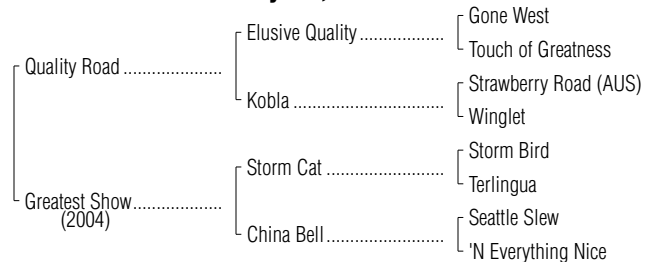 Gone West
Elusive Quality..................
Touch of Greatness
Quality Road .....................
Strawberry Road (AUS)
Kobla ................................
Winglet
Storm Bird
Storm Cat .........................
Terlingua
Greatest Show...................
(2004)
Seattle Slew
China Bell.........................
'N Everything Nice